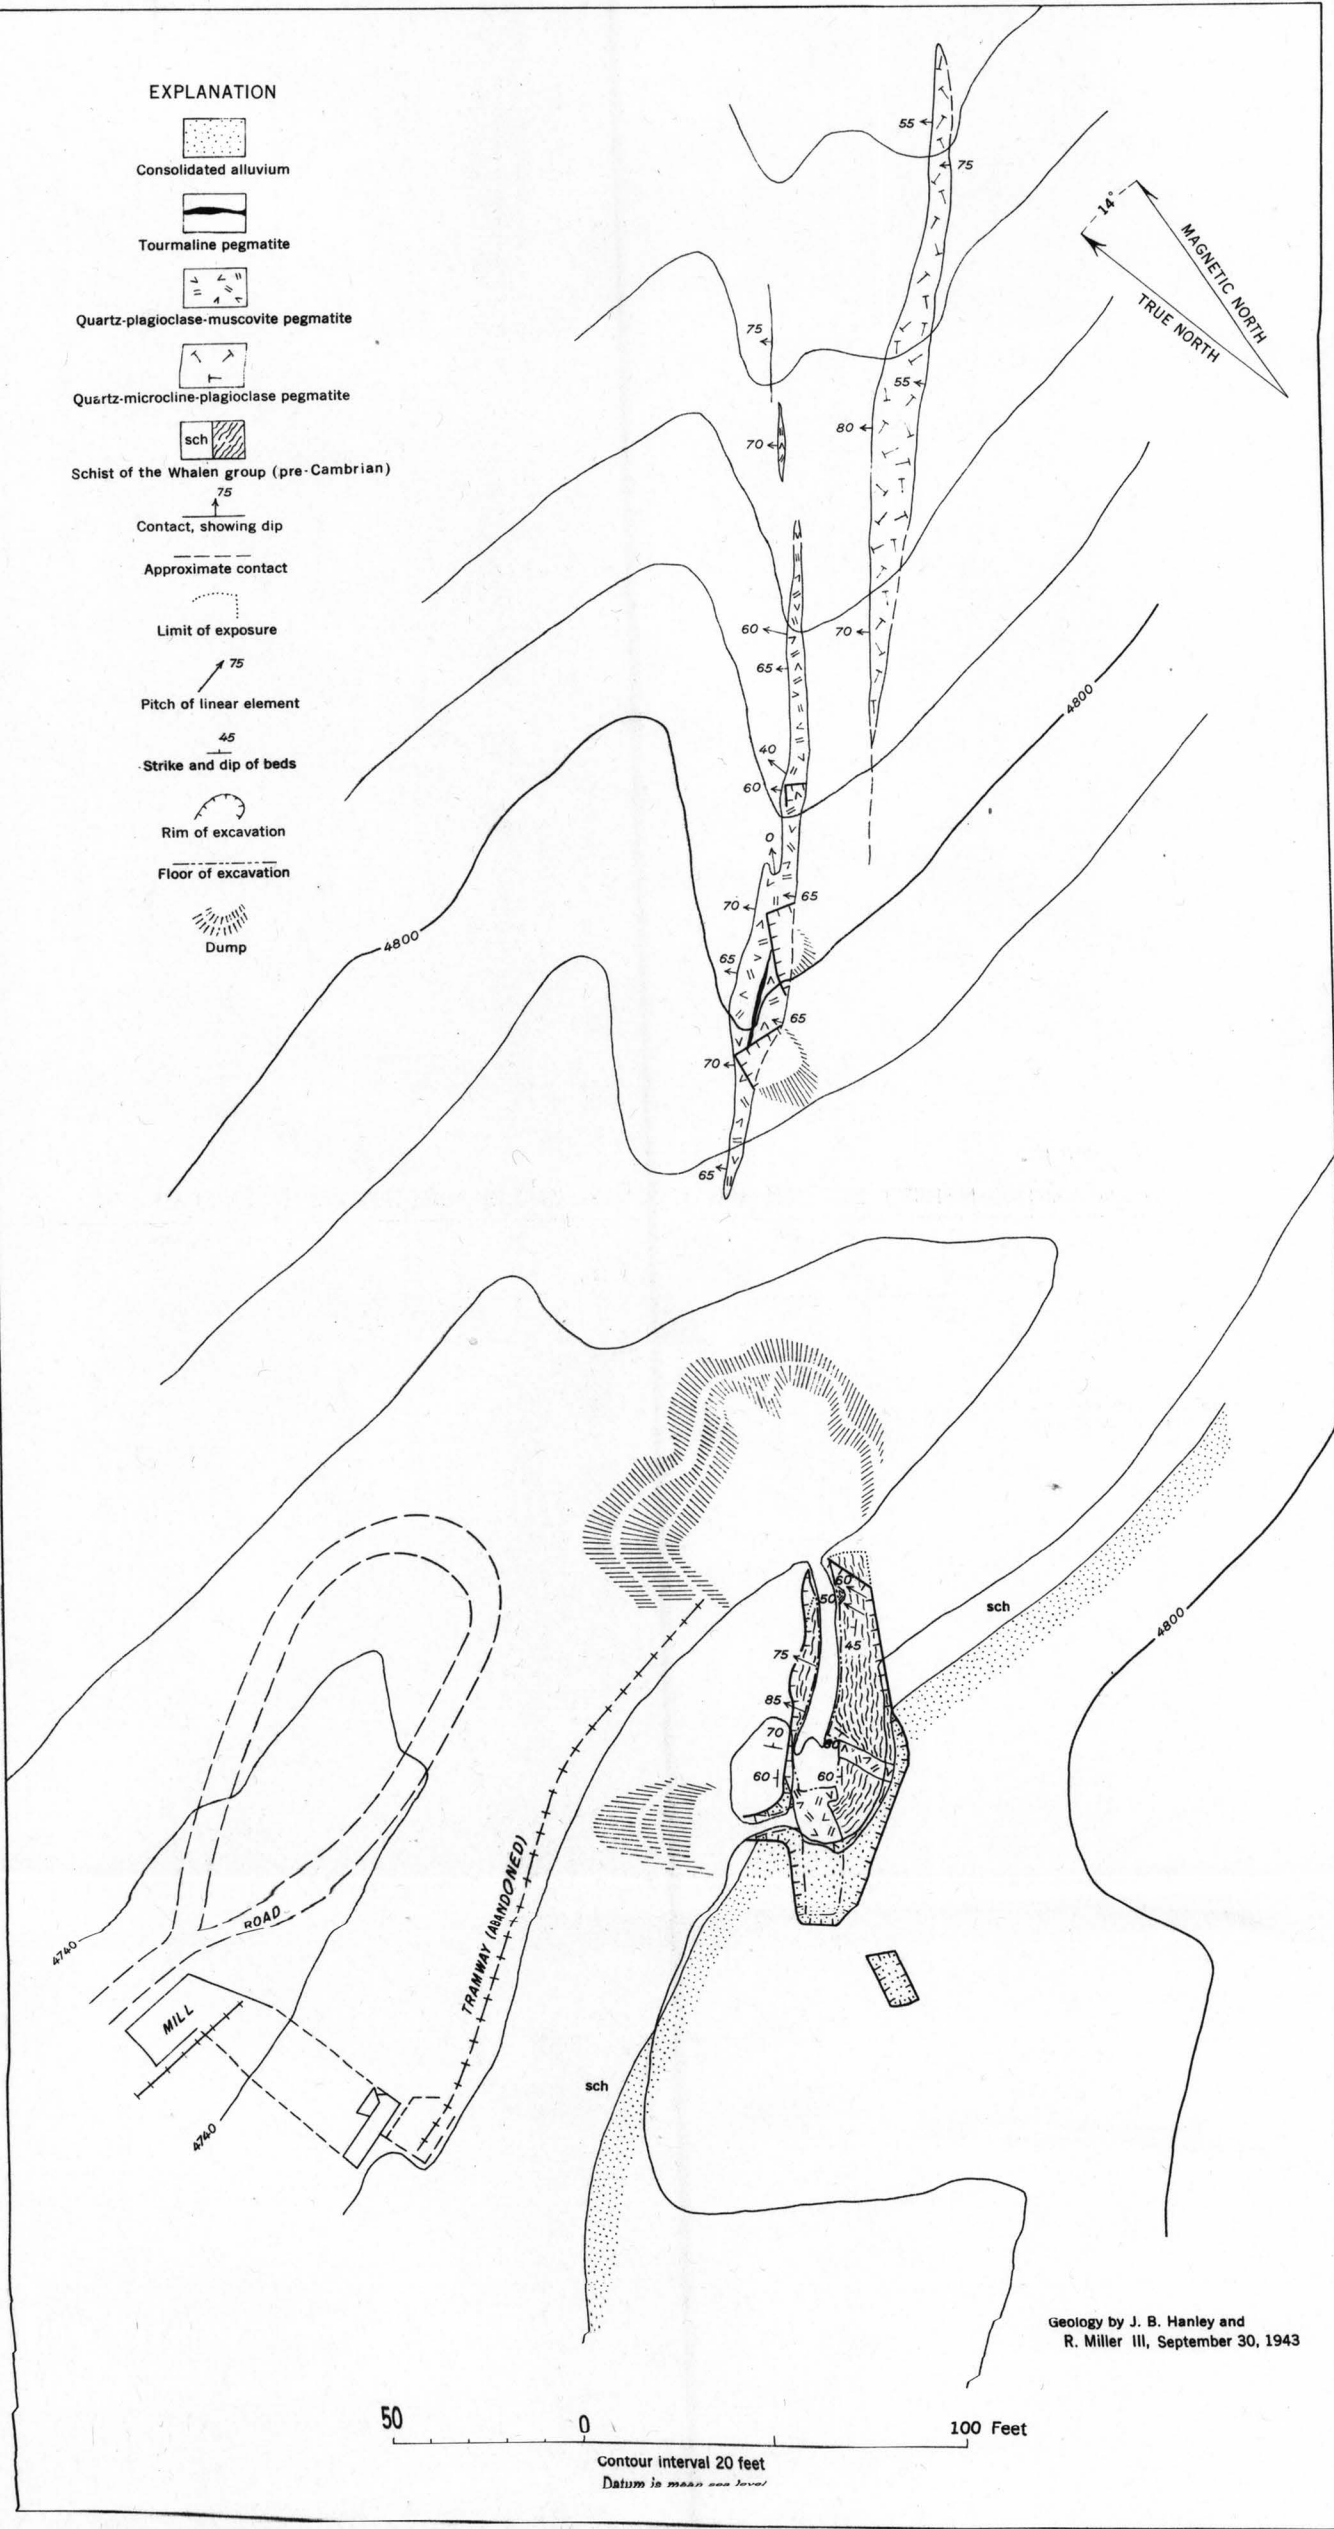 EXPLANATION
Consolidated alluvium
Tourmaline pegmatite
Quartz-plagioclase-muscovite pegmatite
Quartz-microcline-plagioclase pegmatite
sch
Schist of the Whalen group (pre-Cambrian)
75
Contact, showing dip
Approximate contact
Limit of exposure
75
Pitch of linear element
45
Strike and dip of beds
Rim of excavation
Floor of excavation
Dump
55
75
14°
MAGNETIC NORTH
TRUE NORTH
75
55
80
70
60
70
65
4800
40
60
0
65
70
4800
65
65
70
65
60
50
sch
4800
45
75
85
70
80
60
60
ROAD
TRAMWAY (ABANDONED)
4740
MILL
sch
4740
Geology by J. B. Hanley and
R. Miller III, September 30, 1943
50 0 100 Feet
Contour interval 20 feet
Datum is mean sea level